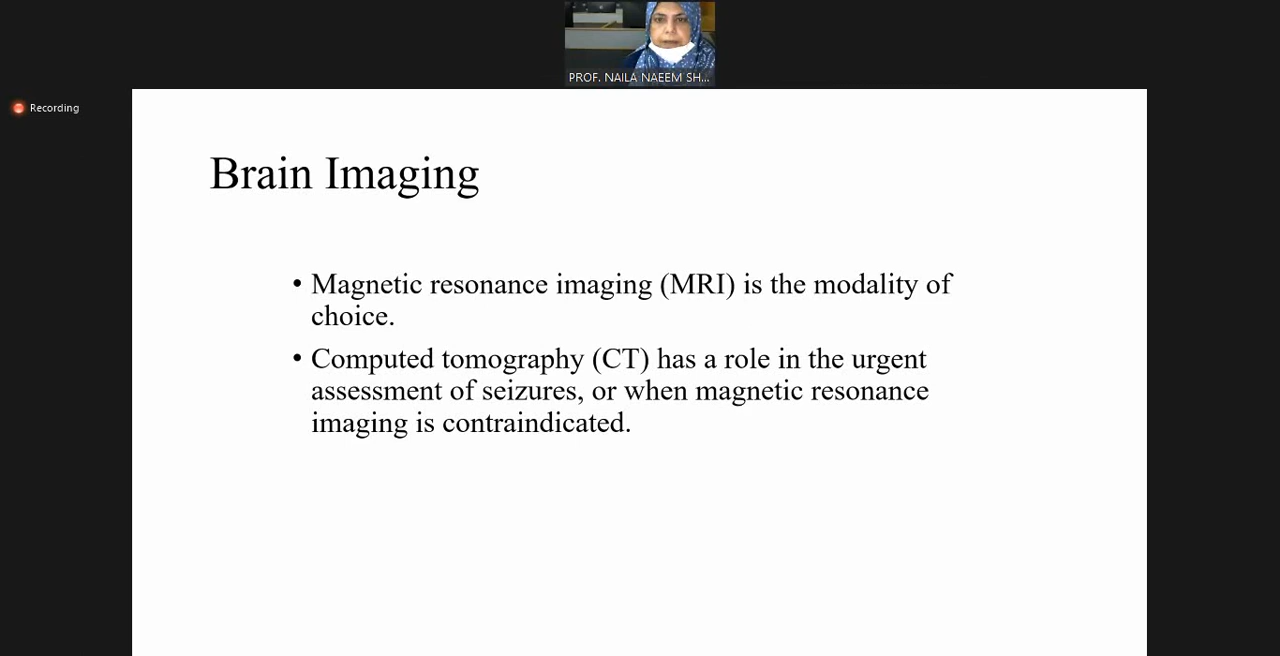 PROF. NAILA NAEEM SH...
Recording
Brain Imaging
• Magnetic resonance imaging (MRI) is the modality of
choice.
• Computed tomography (CT) has a role in the urgent
assessment of seizures, or when magnetic resonance
imaging is contraindicated.